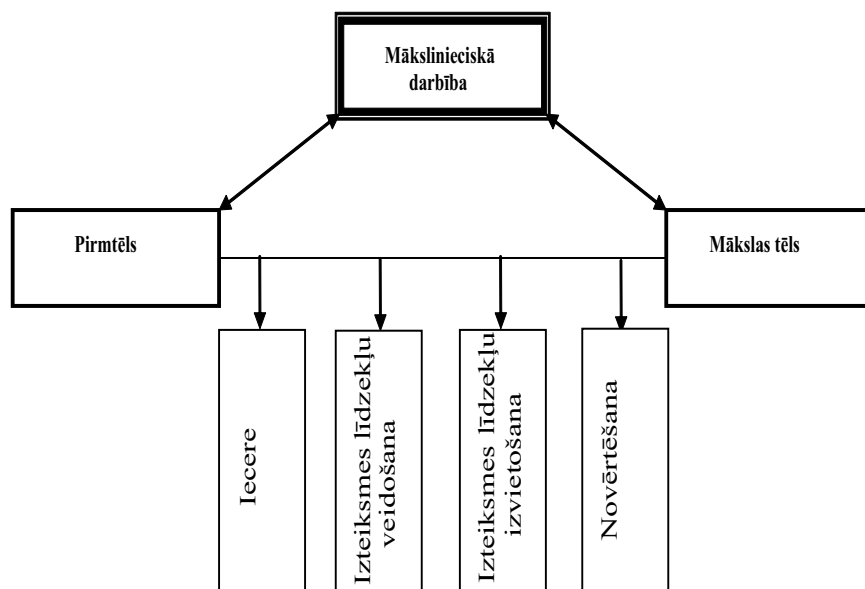 Mākslinieciskā
darbība
Pirmtēls
Mākslas tēls
Iecere
Izteiksmes līdzekļu
veidošana
Izteiksmes līdzekļu
izvietošana
Novērtēšana